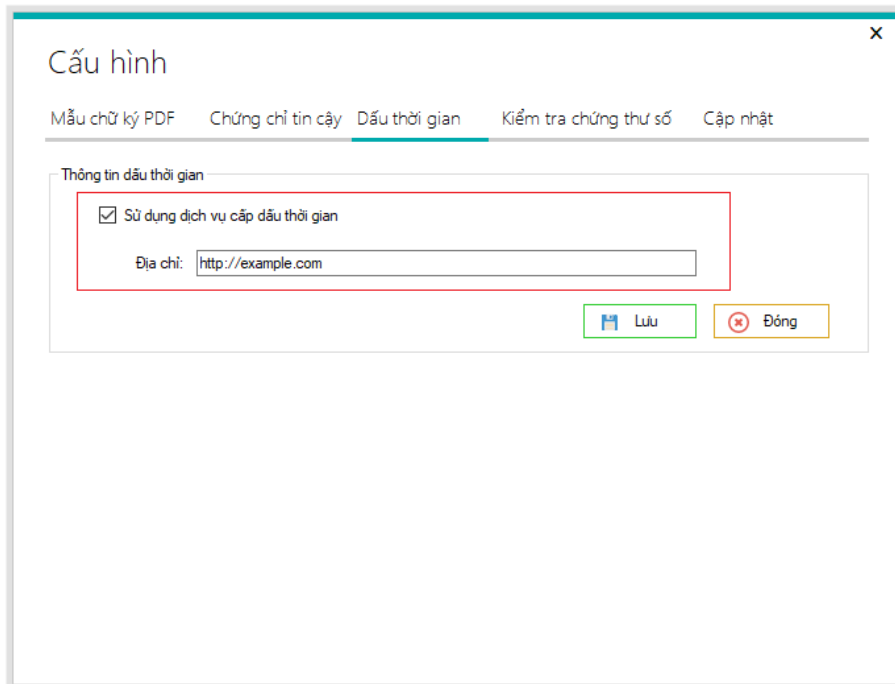 Cấu hình
Mẫu chữ ký PDF Chứng chỉ tin cậy Dấu thời gian Kiểm tra chứng thư số Cập nhật
Thông tin dấu thời gian
Sử dụng dịch vụ cấp dấu thời gian
Địa chỉ: http://example.com
Lưu Đóng